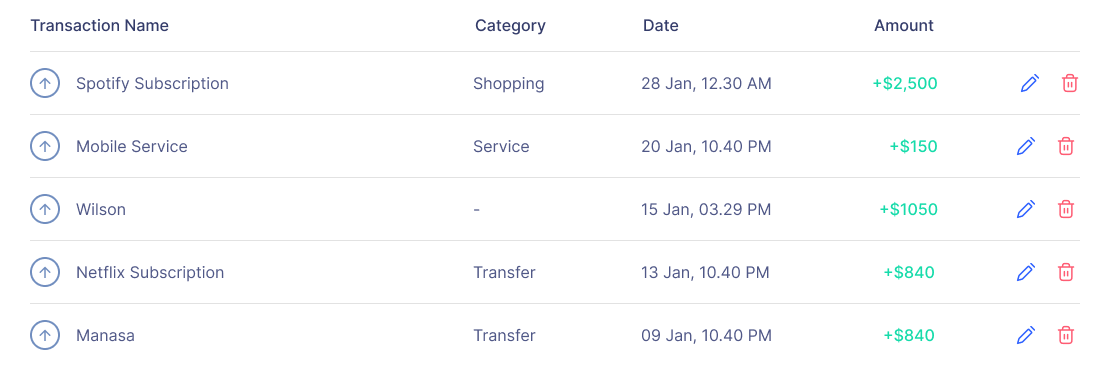 Transaction Name Category Date Amount
Spotify Subscription Shopping 28 Jan, 12.30 AM +$2,500
Mobile Service Service 20 Jan, 10.40 PM +$150
Wilson - 15 Jan, 03.29 PM +$1050
Netflix Subscription Transfer 13 Jan, 10.40 PM +$840
Manasa Transfer 09 Jan, 10.40 PM +$840